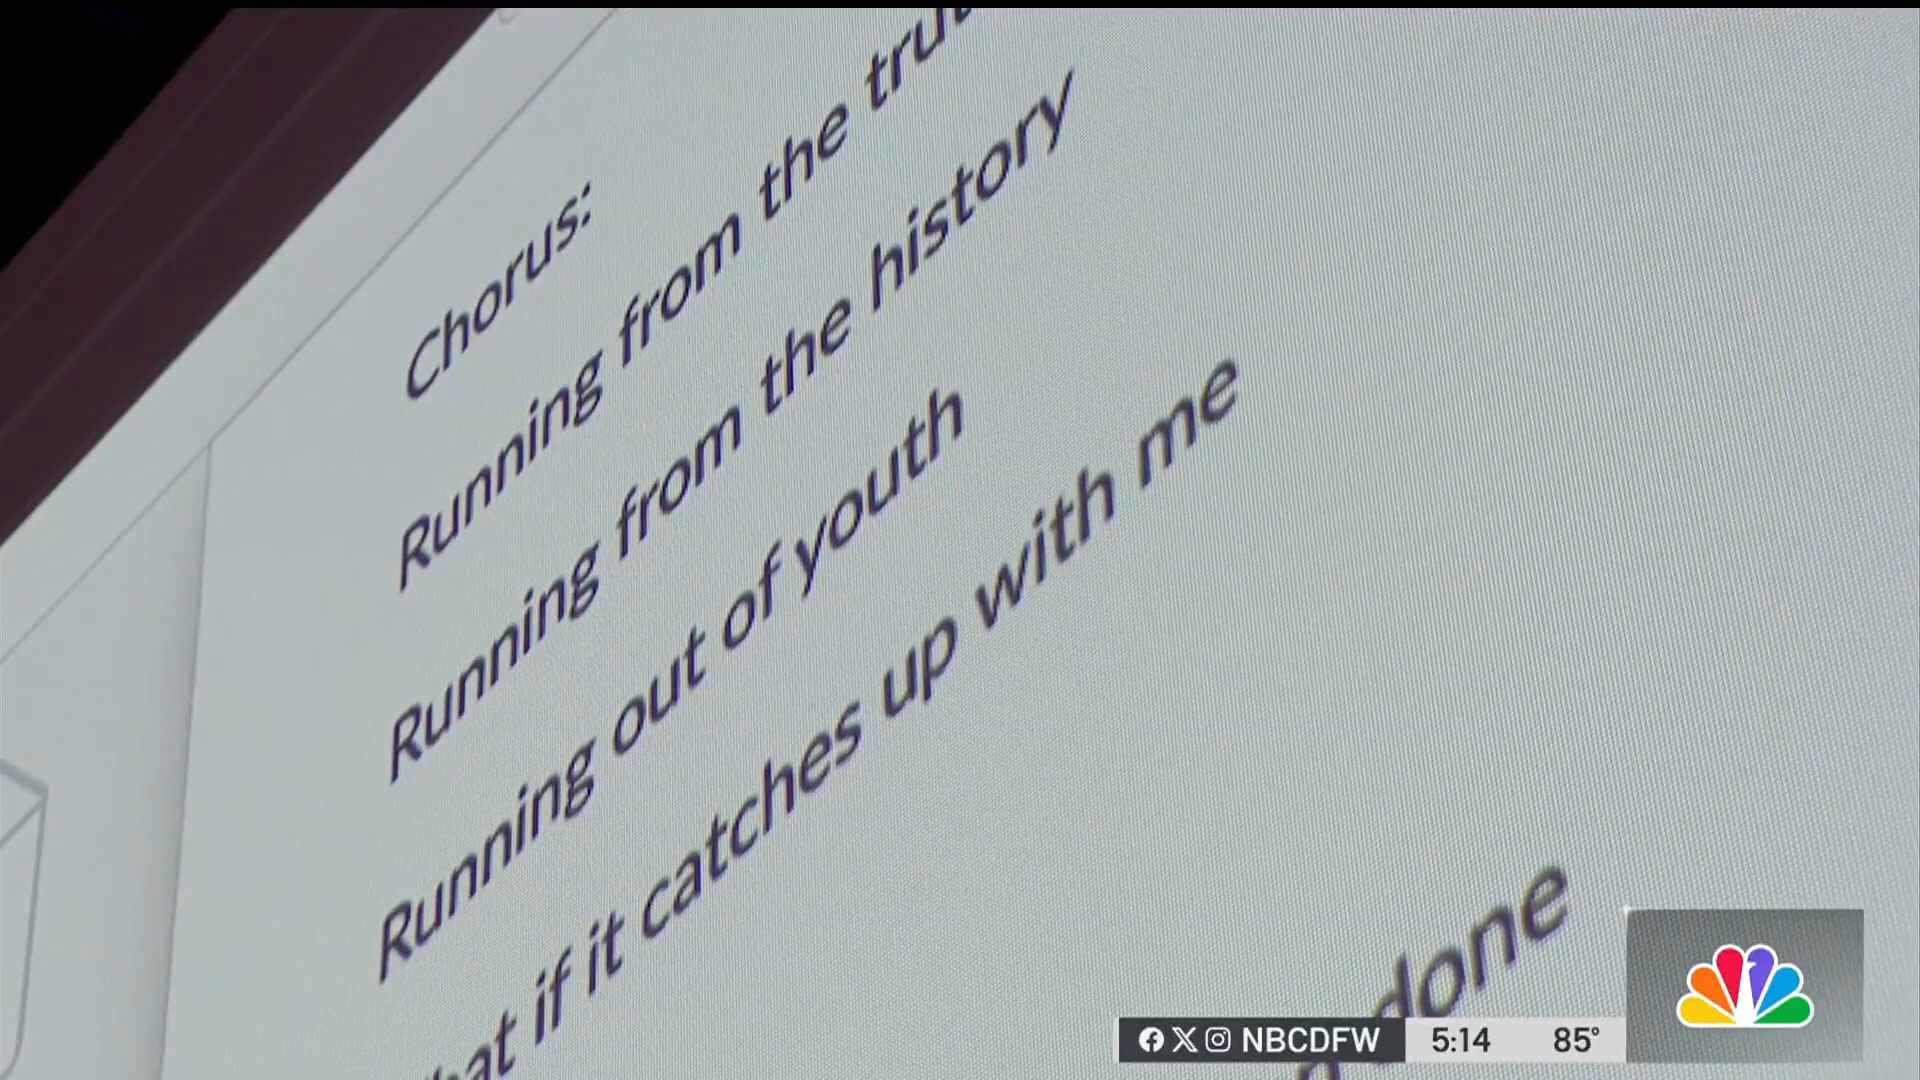 Chorus:
Running from the
Running from the history
Running out of youth
if it catches up with me
done
NBCDFW 5:14 85°